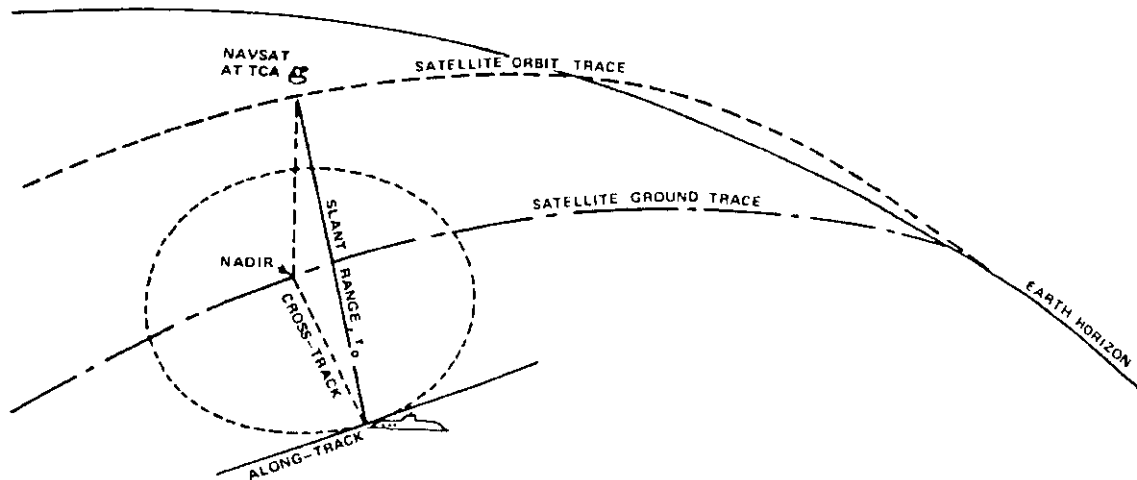 NAVSAT
AT TCA
SATELLITE ORBIT TRACE
SATELLITE GROUND TRACE
SLANT RANGE, r₀
NADIR
CROSS-TRACK
EARTH HORIZON
ALONG-TRACK